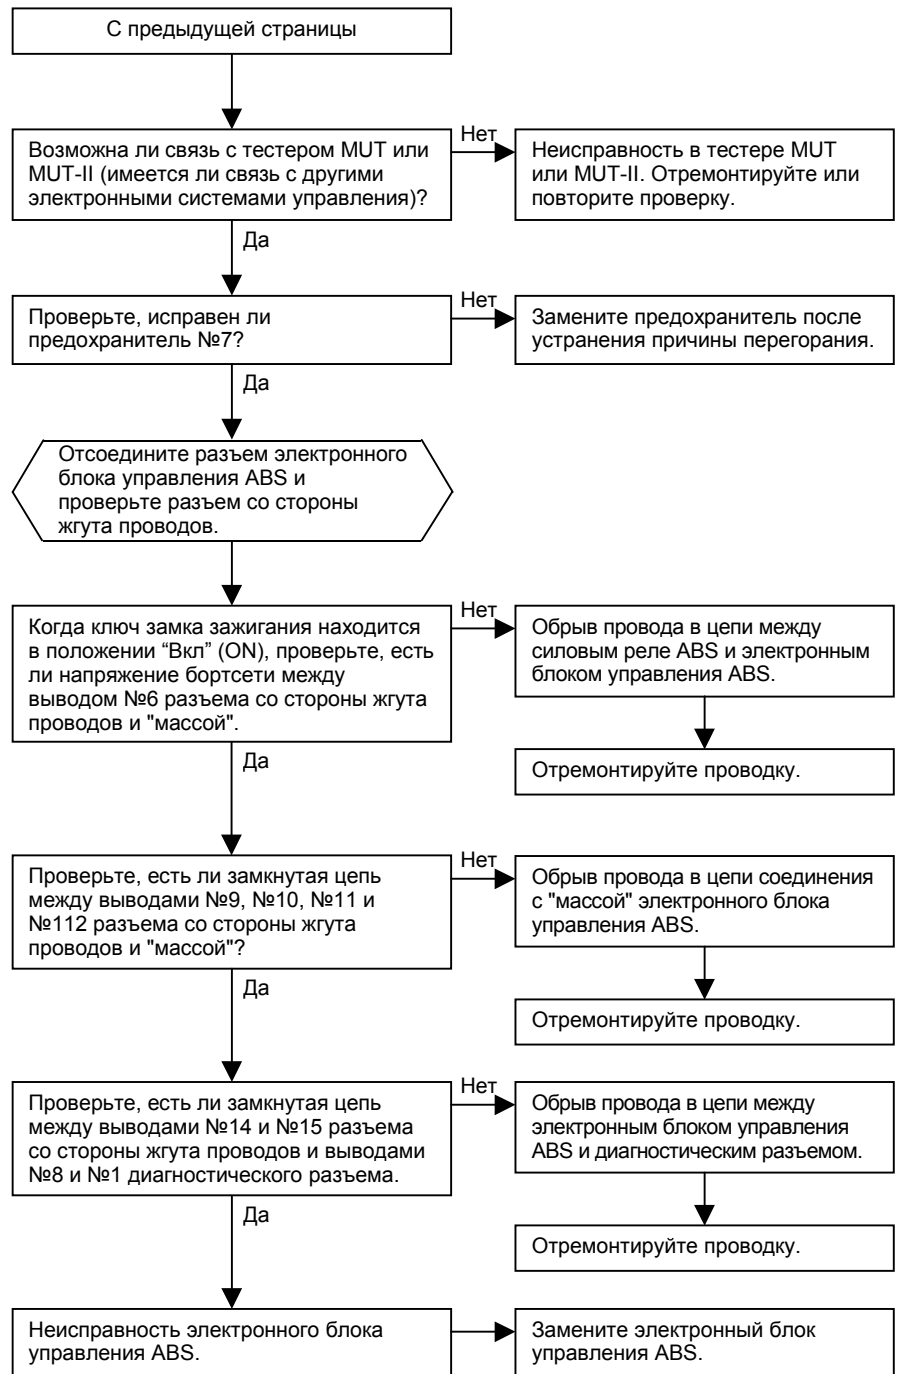 С предыдущей страницы
Возможна ли связь с тестером MUT или
MUT-II (имеется ли связь с другими
электронными системами управления)?
Нет
Неисправность в тестере MUT
или MUT-II. Отремонтируйте или
повторите проверку.
Да
Проверьте, исправен ли
предохранитель №7?
Нет
Замените предохранитель после
устранения причины перегорания.
Да
Отсоедините разъем электронного
блока управления ABS и
проверьте разъем со стороны
жгута проводов.
Когда ключ замка зажигания находится
в положении “Вкл” (ON), проверьте, есть
ли напряжение бортсети между
выводом №6 разъема со стороны жгута
проводов и "массой".
Нет
Обрыв провода в цепи между
силовым реле ABS и электронным
блоком управления ABS.
Отремонтируйте проводку.
Да
Проверьте, есть ли замкнутая цепь
между выводами №9, №10, №11 и
№112 разъема со стороны жгута
проводов и "массой"?
Нет
Обрыв провода в цепи соединения
с "массой" электронного блока
управления ABS.
Отремонтируйте проводку.
Да
Проверьте, есть ли замкнутая цепь
между выводами №14 и №15 разъема
со стороны жгута проводов и выводами
№8 и №1 диагностического разъема.
Нет
Обрыв провода в цепи между
электронным блоком управления
ABS и диагностическим разъемом.
Отремонтируйте проводку.
Да
Неисправность электронного блока
управления ABS.
Замените электронный блок
управления ABS.